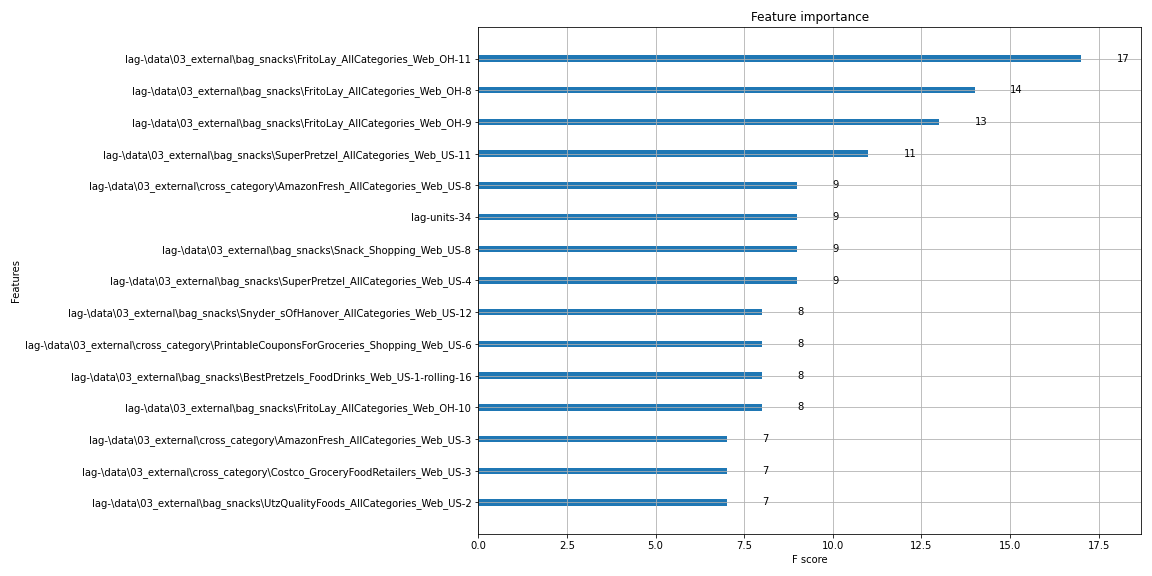 Feature importance
lag-\data\03_external\bag_snacks\FritoLay_AllCategories_Web_OH-11 17
lag-\data\03_external\bag_snacks\FritoLay_AllCategories_Web_OH-8 14
lag-\data\03_external\bag_snacks\FritoLay_AllCategories_Web_OH-9 13
lag-\data\03_external\bag_snacks\SuperPretzel_AllCategories_Web_US-11 11
lag-\data\03_external\cross_category\AmazonFresh_AllCategories_Web_US-8 9
lag-units-34 9
lag-\data\03_external\bag_snacks\Snack_Shopping_Web_US-8 9
lag-\data\03_external\bag_snacks\SuperPretzel_AllCategories_Web_US-4 9
lag-\data\03_external\bag_snacks\Snyder_sOfHanover_AllCategories_Web_US-12 8
lag-\data\03_external\cross_category\PrintableCouponsForGroceries_Shopping_Web_US-6 8
lag-\data\03_external\bag_snacks\BestPretzels_FoodDrinks_Web_US-1-rolling-16 8
lag-\data\03_external\bag_snacks\FritoLay_AllCategories_Web_OH-10 8
lag-\data\03_external\cross_category\AmazonFresh_AllCategories_Web_US-3 7
lag-\data\03_external\cross_category\Costco_GroceryFoodRetailers_Web_US-3 7
lag-\data\03_external\bag_snacks\UtzQualityFoods_AllCategories_Web_US-2 7
Features
0.0 2.5 5.0 7.5 10.0 12.5 15.0 17.5
F score